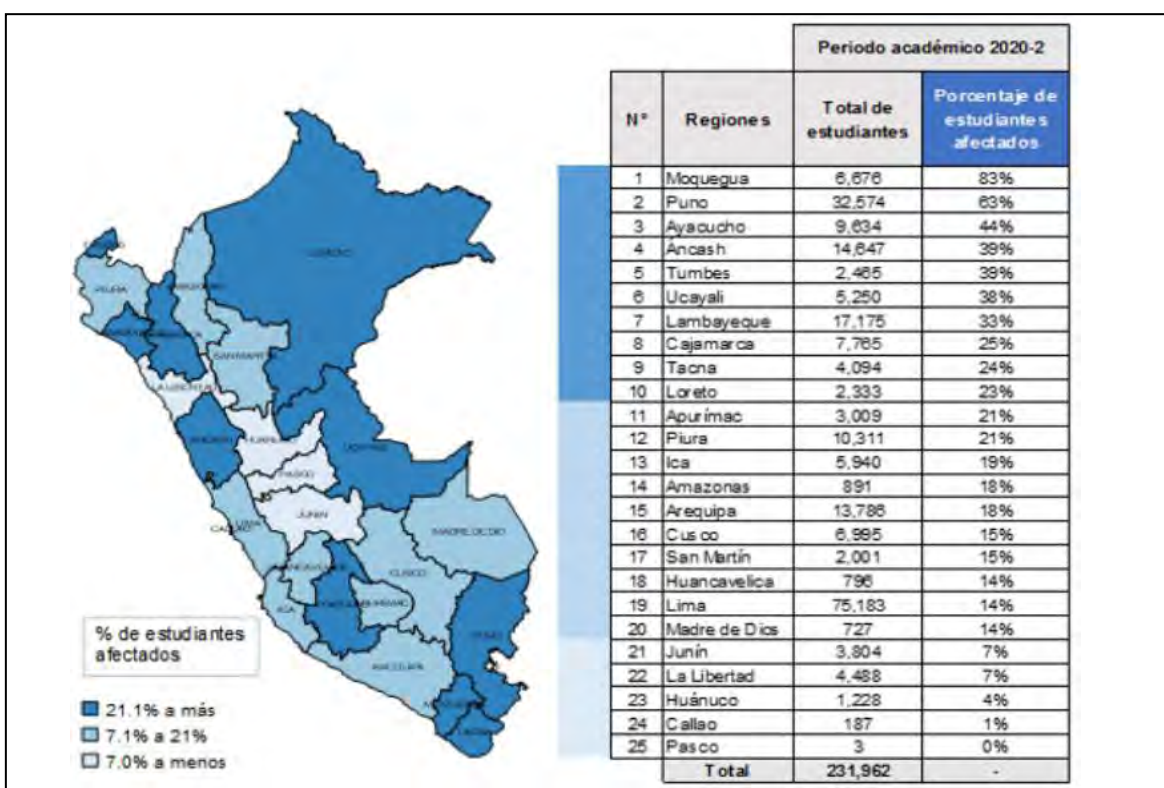 Periodo académico 2020-2
N° Regiones Total de estudiantes Porcentaje de estudiantes afectados
1 Moquegua 6,676 83%
2 Puno 32,574 63%
3 Ayacucho 9,634 44%
4 Áncash 14,647 39%
5 Tumbes 2,465 39%
6 Ucayali 5,250 38%
7 Lambayeque 17,175 33%
8 Cajamarca 7,765 25%
9 Tacna 4,094 24%
10 Loreto 2,333 23%
11 Apurímac 3,009 21%
12 Piura 10,311 21%
13 Ica 5,940 19%
14 Amazonas 891 18%
15 Arequipa 13,786 18%
16 Cusco 6,995 15%
17 San Martín 2,001 15%
18 Huancavelica 796 14%
19 Lima 75,183 14%
20 Madre de Dios 727 14%
21 Junín 3,804 7%
22 La Libertad 4,488 7%
23 Huánuco 1,228 4%
24 Callao 187 1%
25 Pasco 3 0%
Total 231,962 -
PIURA
SAN MARTIN
LA LIBERTAD
PASCO
JUNIN
LIMA
MADRE DE DIO
CUSCO
ICA
% de estudiantes
afectados
21.1% a más
7.1% a 21%
7.0% a menos